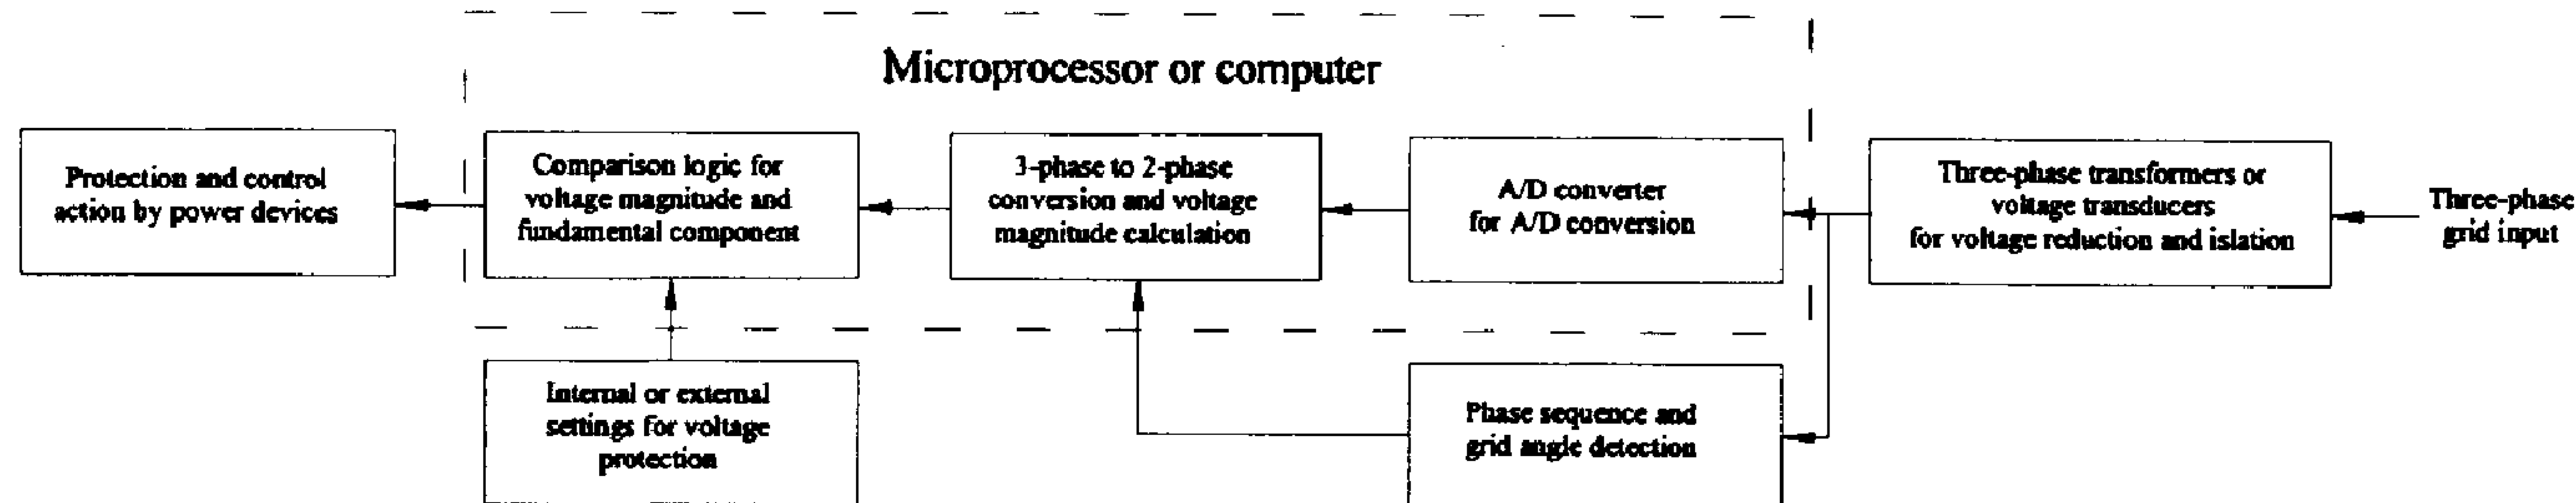 Microprocessor or computer
Protection and control
action by power devices
Comparison logic for
voltage magnitude and
fundamental component
3-phase to 2-phase
conversion and voltage
magnitude calculation
A/D converter
for A/D conversion
Three-phase transformers or
voltage transducers
for voltage reduction and islation
Three-phase
grid input
Internal or external
settings for voltage
protection
Phase sequence and
grid angle detection